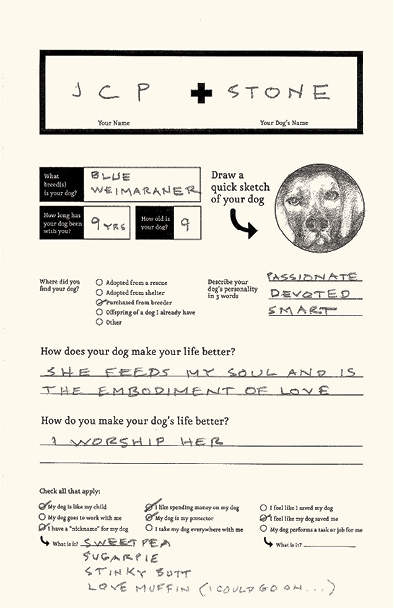 JCP + STONE
Your Name Your Dog's Name
What breed(s) is your dog?
BLUE
WEIMARANER
How long has your dog been with you?
9 YRS
How old is your dog?
9
Draw a
quick sketch
of your dog
Where did you
find your dog?
Adopted from a rescue
Adopted from shelter
Purchased from breeder
Offspring of a dog I already have
Other
Describe your
dog's personality
in 3 words
PASSIONATE
DEVOTED
SMART
How does your dog make your life better?
SHE FEEDS MY SOUL AND IS
THE EMBODIMENT OF LOVE
How do you make your dog's life better?
I WORSHIP HER
Check all that apply:
My dog is like my child
My dog goes to work with me
I have a "nickname" for my dog
What is it? SWEET PEA
SUGARPIE
STINKY BUTT
LOVE MUFFIN (I COULD GO ON...)
I like spending money on my dog
My dog is my protector
I take my dog everywhere with me
I feel like I saved my dog
I feel like my dog saved me
My dog performs a task or job for me
What is it?